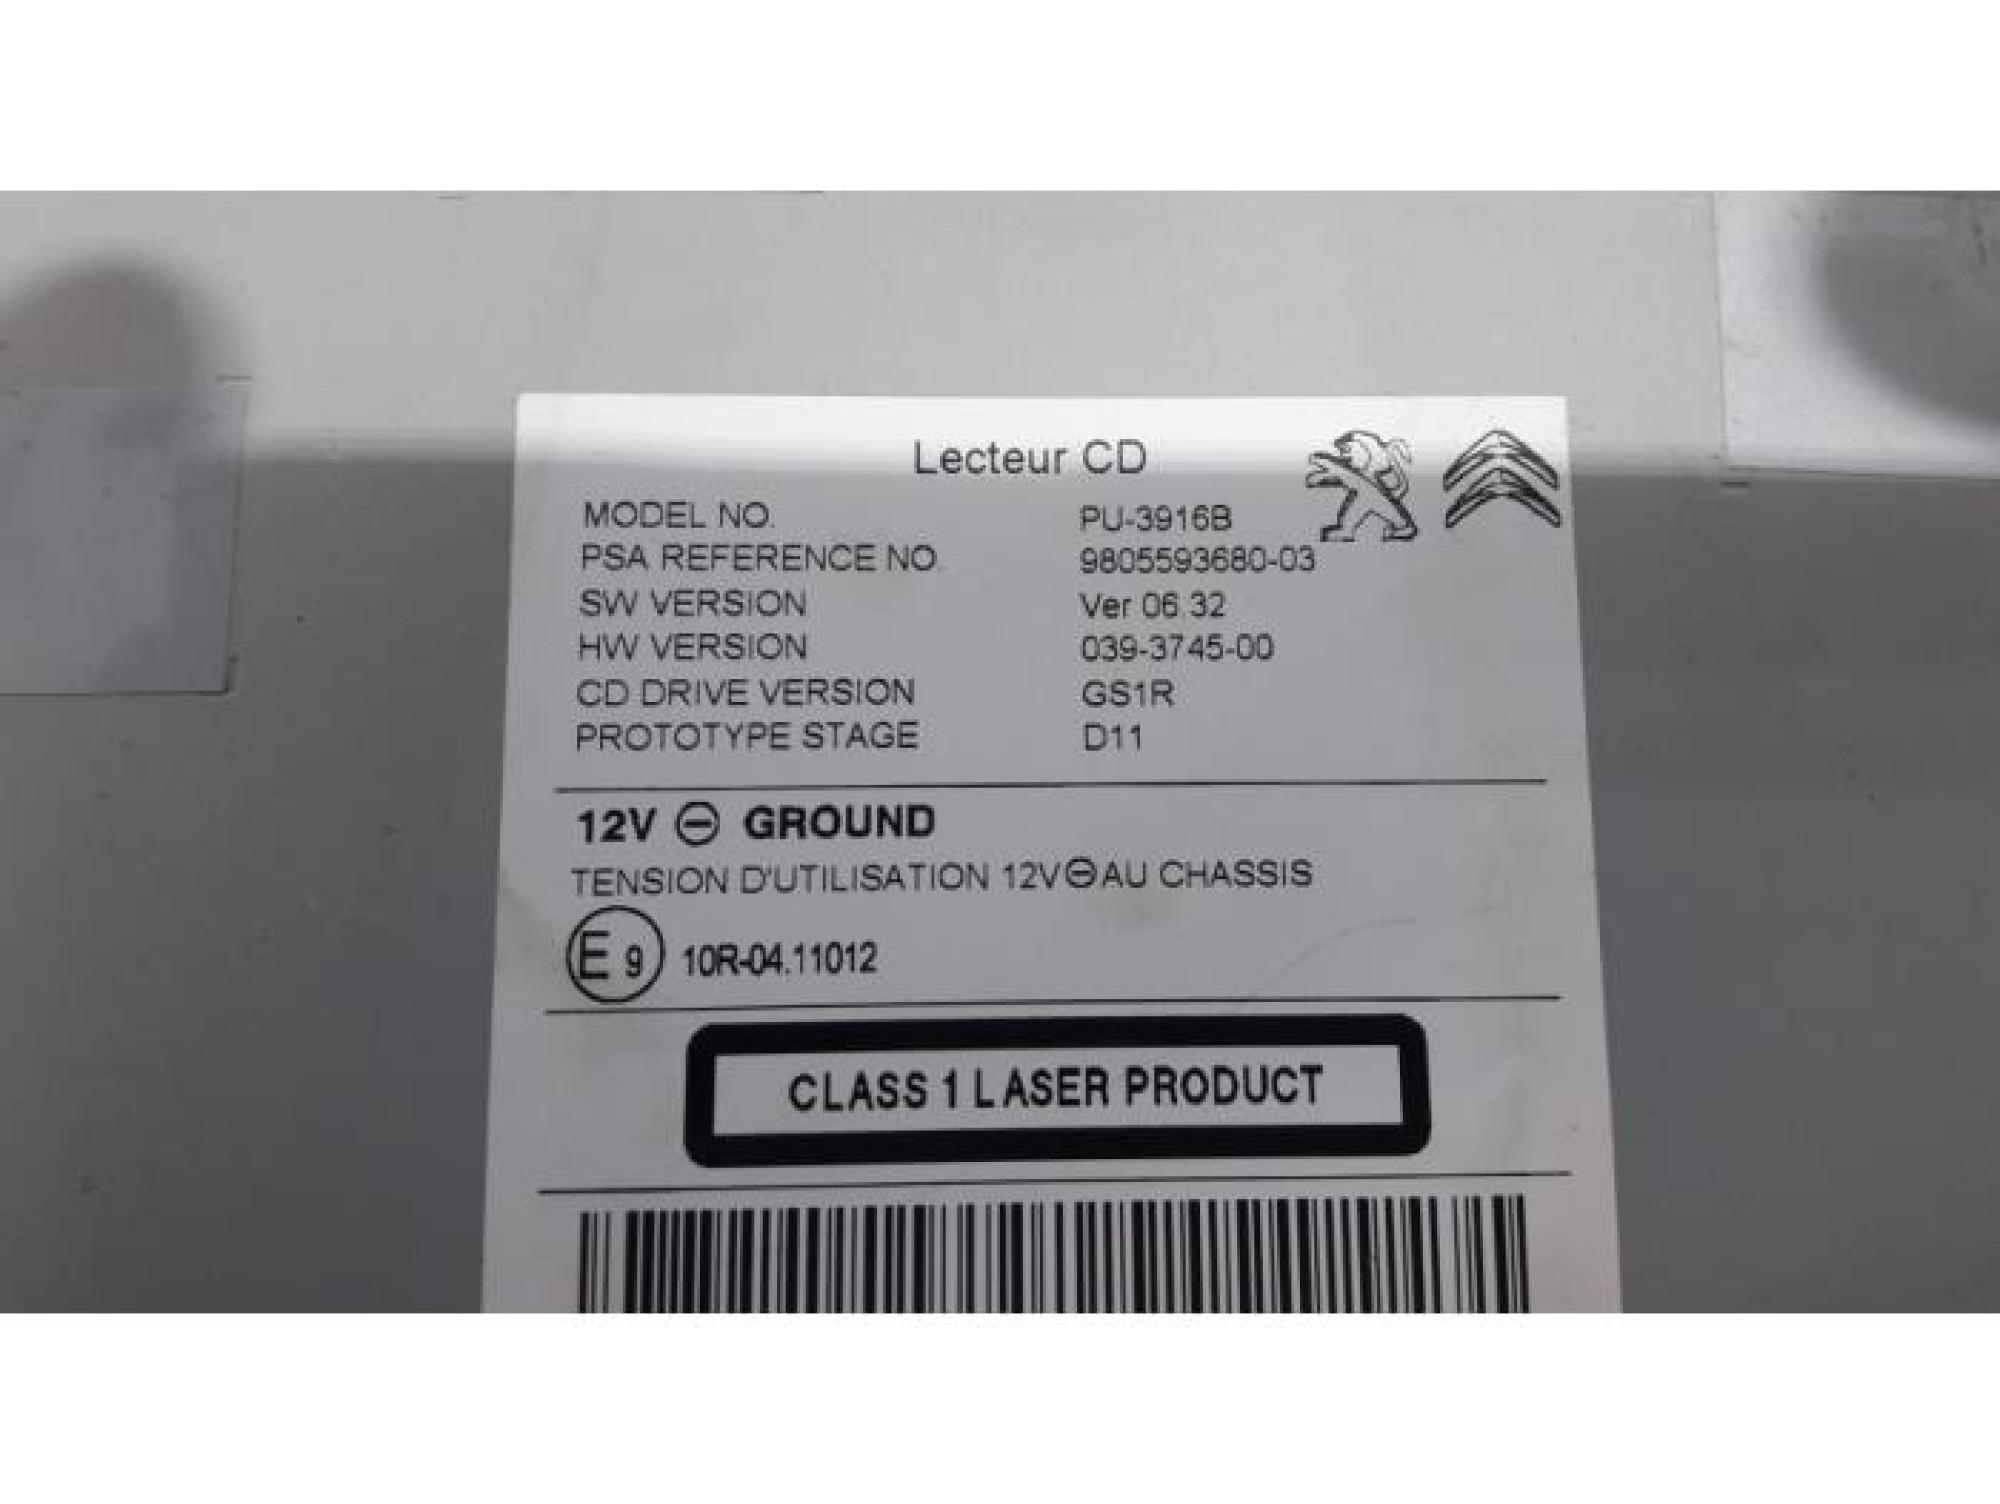 Lecteur CD
MODEL NO. PU-3916B
PSA REFERENCE NO. 9805593680-03
SW VERSION Ver 06.32
HW VERSION 039-3745-00
CD DRIVE VERSION GS1R
PROTOTYPE STAGE D11
12V ⊖ GROUND
TENSION D'UTILISATION 12V⊖AU CHASSIS
E9 10R-04.11012
CLASS 1 LASER PRODUCT